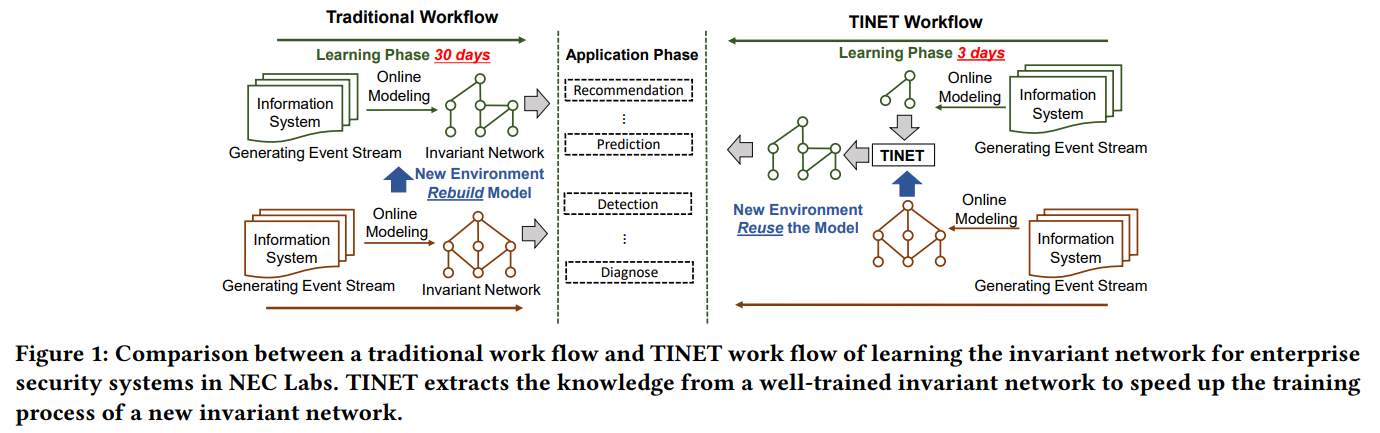 Traditional Workflow
Learning Phase 30 days
Information
System
Generating Event Stream
Online
Modeling
Invariant Network
New Environment
Rebuild Model
Information
System
Generating Event Stream
Online
Modeling
Invariant Network
Application Phase
Recommendation
⋮
Prediction
Detection
⋮
Diagnose
TINET Workflow
Learning Phase 3 days
Online
Modeling
Information
System
Generating Event Stream
TINET
New Environment
Reuse the Model
Online
Modeling
Information
System
Generating Event Stream
Figure 1: Comparison between a traditional work flow and TINET work flow of learning the invariant network for enterprise
security systems in NEC Labs. TINET extracts the knowledge from a well-trained invariant network to speed up the training
process of a new invariant network.